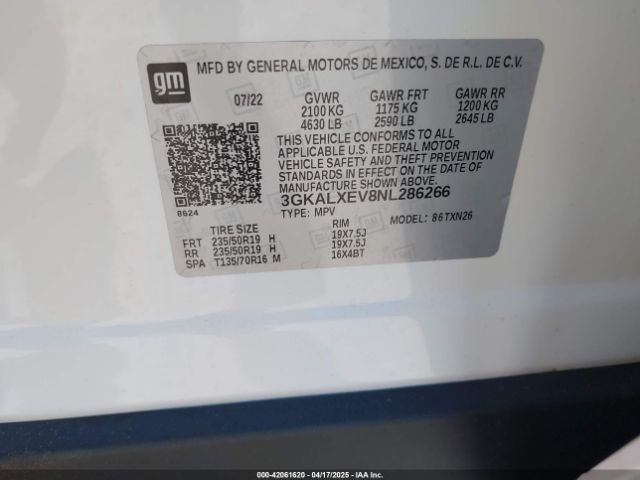 gm
MFD BY GENERAL MOTORS DE MEXICO, S. DE R.L. DE C.V.
07/22 GVWR GAWR FRT GAWR RR
2100 KG 1175 KG 1200 KG
4630 LB 2590 LB 2645 LB
THIS VEHICLE CONFORMS TO ALL
APPLICABLE U.S. FEDERAL MOTOR
VEHICLE SAFETY AND THEFT PREVENTION
STANDARDS IN EFFECT ON THE DATE OF
MANUFACTURE SHOWN ABOVE.
3GKALXEV8NL286266
8624
TYPE: MPV MODEL: 86TXN26
TIRE SIZE RIM
FRT 235/50R19 H 19X7.5J
RR 235/50R19 H 19X7.5J
SPA T135/70R16 M 16X4BT
000-42061620 - 04/17/2025 - IAAI.COM